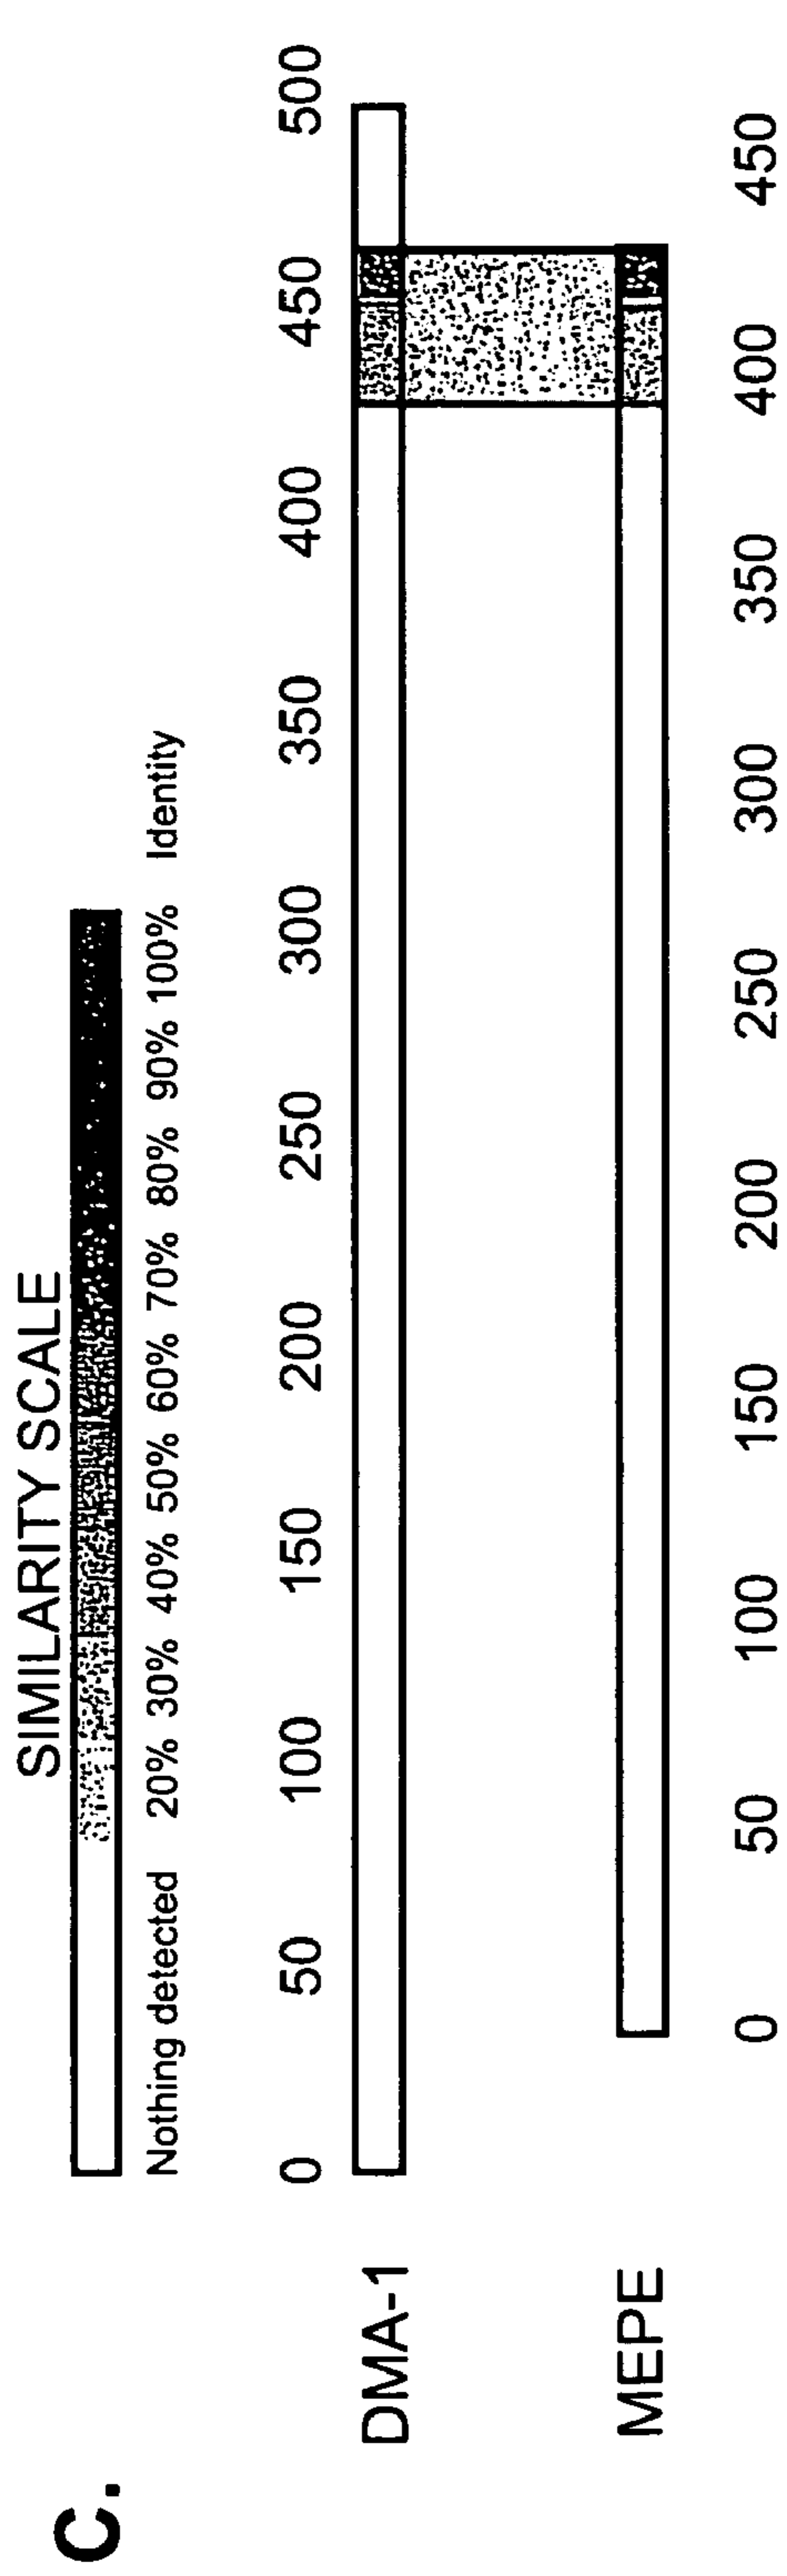 C.
SIMILARITY SCALE
Nothing detected 20% 30% 40% 50% 60% 70% 80% 90% 100% Identity
0 50 100 150 200 250 300 350 400 450 500
DMA-1
MEPE
0 50 100 150 200 250 300 350 400 450